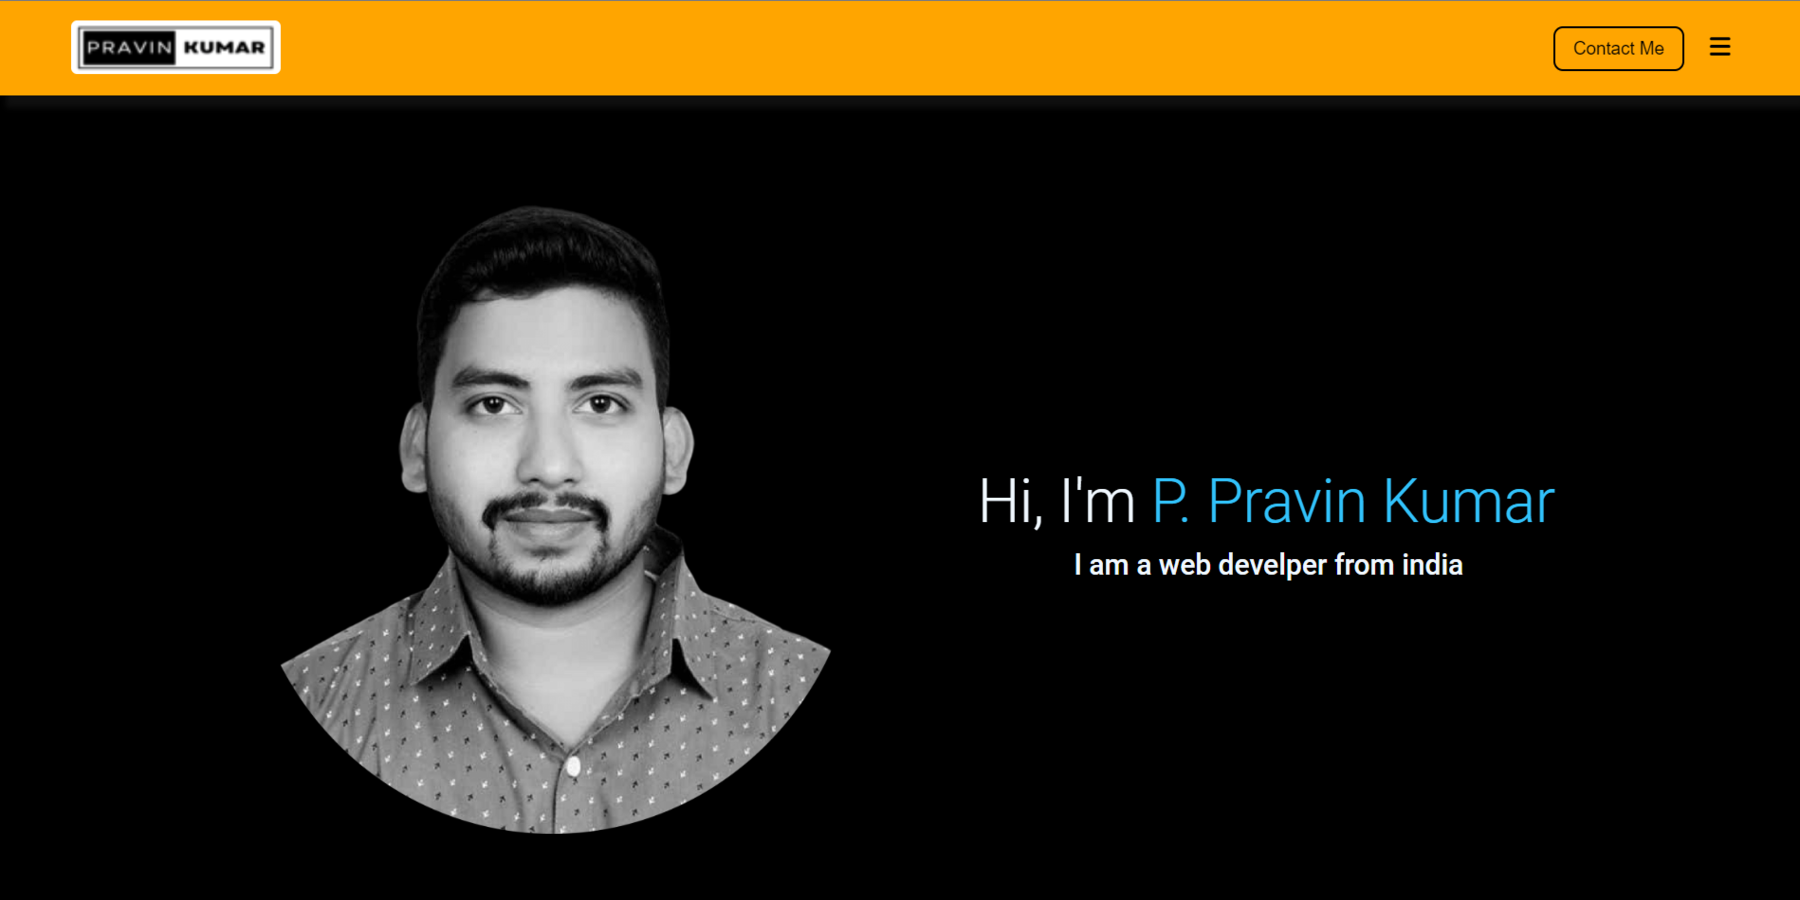 PRAVIN KUMAR
Contact Me
Hi, I'm P. Pravin Kumar
I am a web develper from india